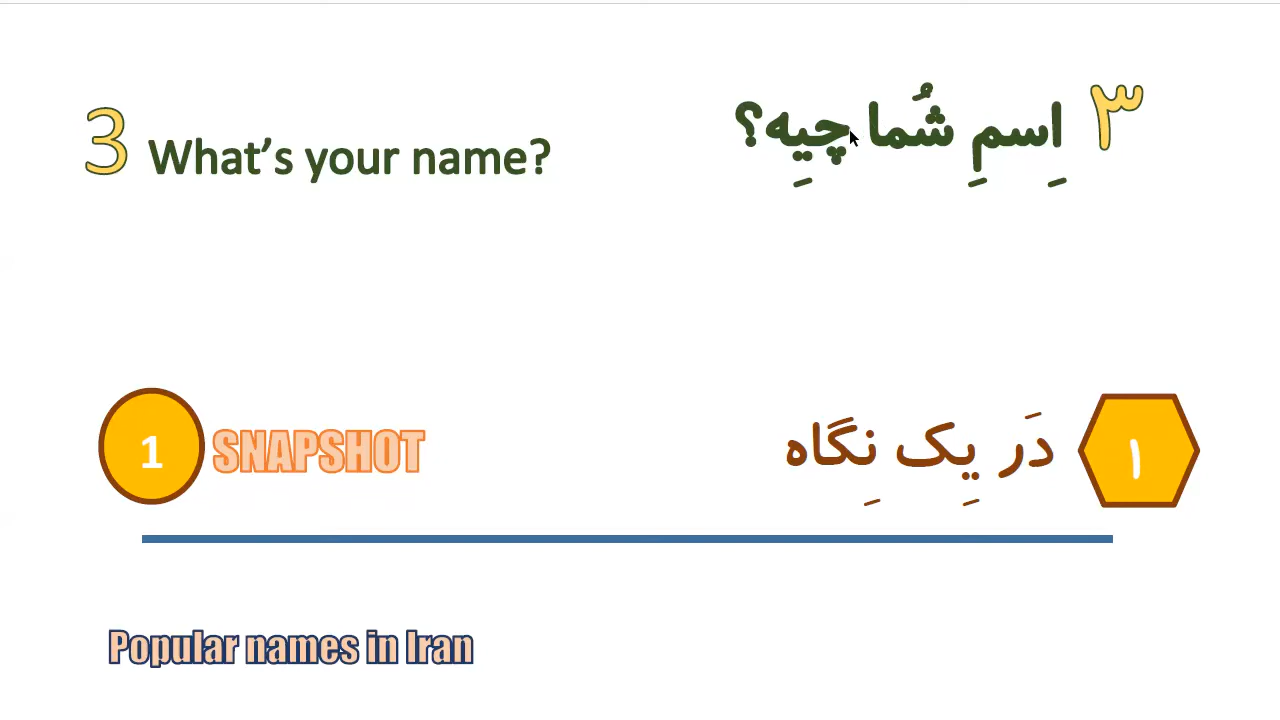 3 What's your name?
۳ اِسمِ شُما چیِه؟
1 SNAPSHOT
۱ دَر یِک نِگاه
Popular names in Iran